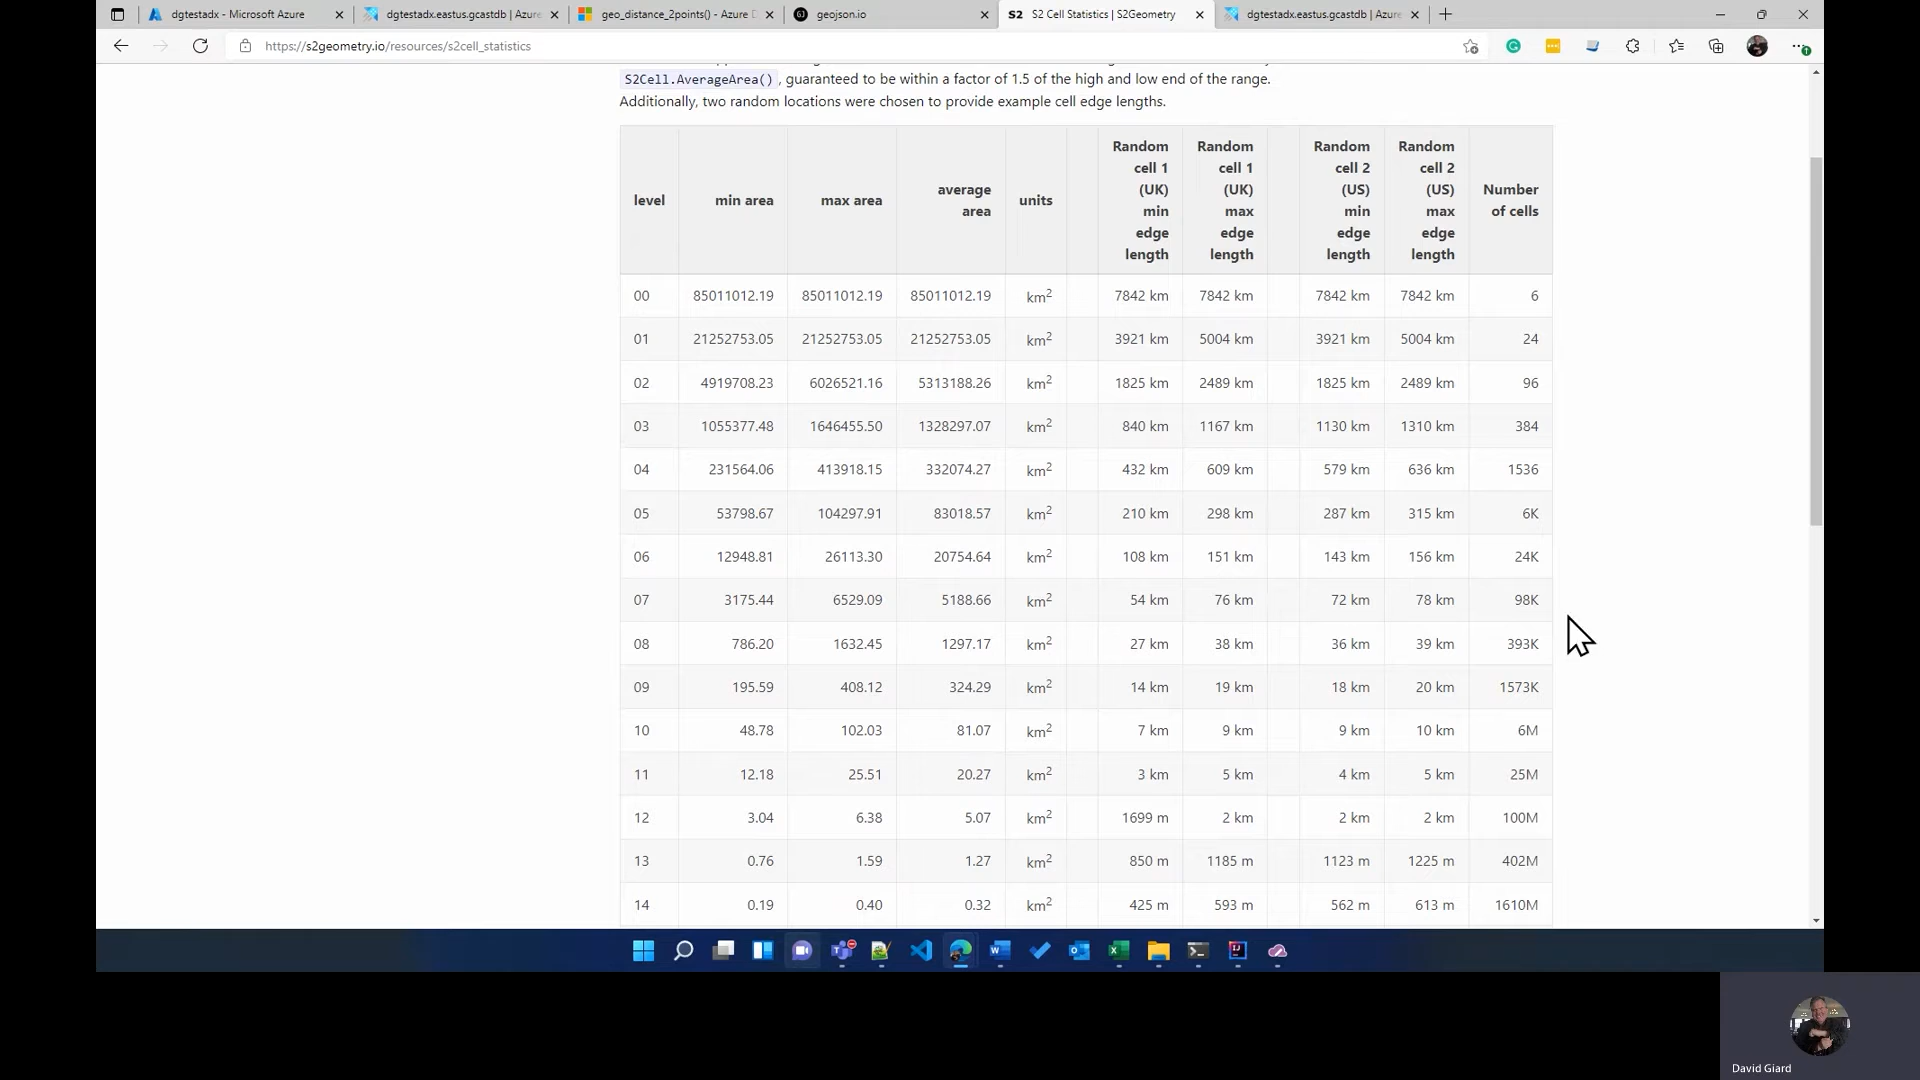 dgtestadx - Microsoft Azure
dgtestadx.eastus.gcastdb | Azure
geo_distance_2points() - Azure D
geojson.io
S2 S2 Cell Statistics | S2Geometry
dgtestadx.eastus.gcastdb | Azure
https://s2geometry.io/resources/s2cell_statistics
S2Cell.AverageArea() , guaranteed to be within a factor of 1.5 of the high and low end of the range.
Additionally, two random locations were chosen to provide example cell edge lengths.
level min area max area average area units Random cell 1 (UK) min edge length Random cell 1 (UK) max edge length Random cell 2 (US) min edge length Random cell 2 (US) max edge length Number of cells
00 85011012.19 85011012.19 85011012.19 km2 7842 km 7842 km 7842 km 7842 km 6
01 21252753.05 21252753.05 21252753.05 km2 3921 km 5004 km 3921 km 5004 km 24
02 4919708.23 6026521.16 5313188.26 km2 1825 km 2489 km 1825 km 2489 km 96
03 1055377.48 1646455.50 1328297.07 km2 840 km 1167 km 1130 km 1310 km 384
04 231564.06 413918.15 332074.27 km2 432 km 609 km 579 km 636 km 1536
05 53798.67 104297.91 83018.57 km2 210 km 298 km 287 km 315 km 6K
06 12948.81 26113.30 20754.64 km2 108 km 151 km 143 km 156 km 24K
07 3175.44 6529.09 5188.66 km2 54 km 76 km 72 km 78 km 98K
08 786.20 1632.45 1297.17 km2 27 km 38 km 36 km 39 km 393K
09 195.59 408.12 324.29 km2 14 km 19 km 18 km 20 km 1573K
10 48.78 102.03 81.07 km2 7 km 9 km 9 km 10 km 6M
11 12.18 25.51 20.27 km2 3 km 5 km 4 km 5 km 25M
12 3.04 6.38 5.07 km2 1699 m 2 km 2 km 2 km 100M
13 0.76 1.59 1.27 km2 850 m 1185 m 1123 m 1225 m 402M
14 0.19 0.40 0.32 km2 425 m 593 m 562 m 613 m 1610M
David Giard